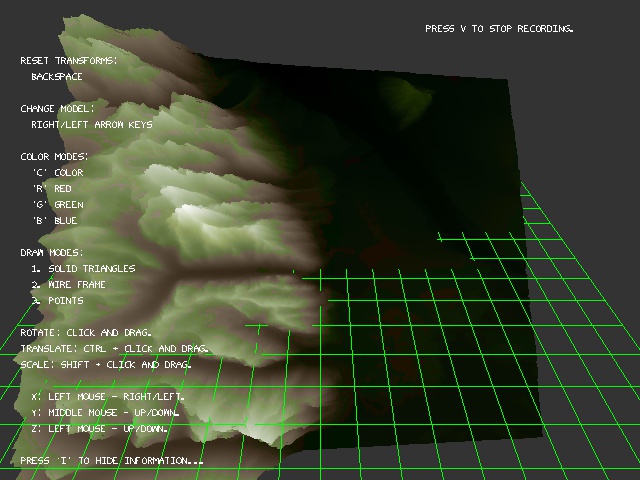 PRESS V TO STOP RECORDING.
RESET TRANSFORMS:
BACKSPACE
CHANGE MODEL:
RIGHT/LEFT ARROW KEYS
COLOR MODES:
'C' COLOR
'R' RED
'G' GREEN
'B' BLUE
DRAW MODES:
1. SOLID TRIANGLES
2. WIRE FRAME
3. POINTS
ROTATE: CLICK AND DRAG.
TRANSLATE: CTRL + CLICK AND DRAG.
SCALE: SHIFT + CLICK AND DRAG.
X: LEFT MOUSE - RIGHT/LEFT.
Y: MIDDLE MOUSE - UP/DOWN.
Z: LEFT MOUSE - UP/DOWN.
PRESS 'I' TO HIDE INFORMATION...